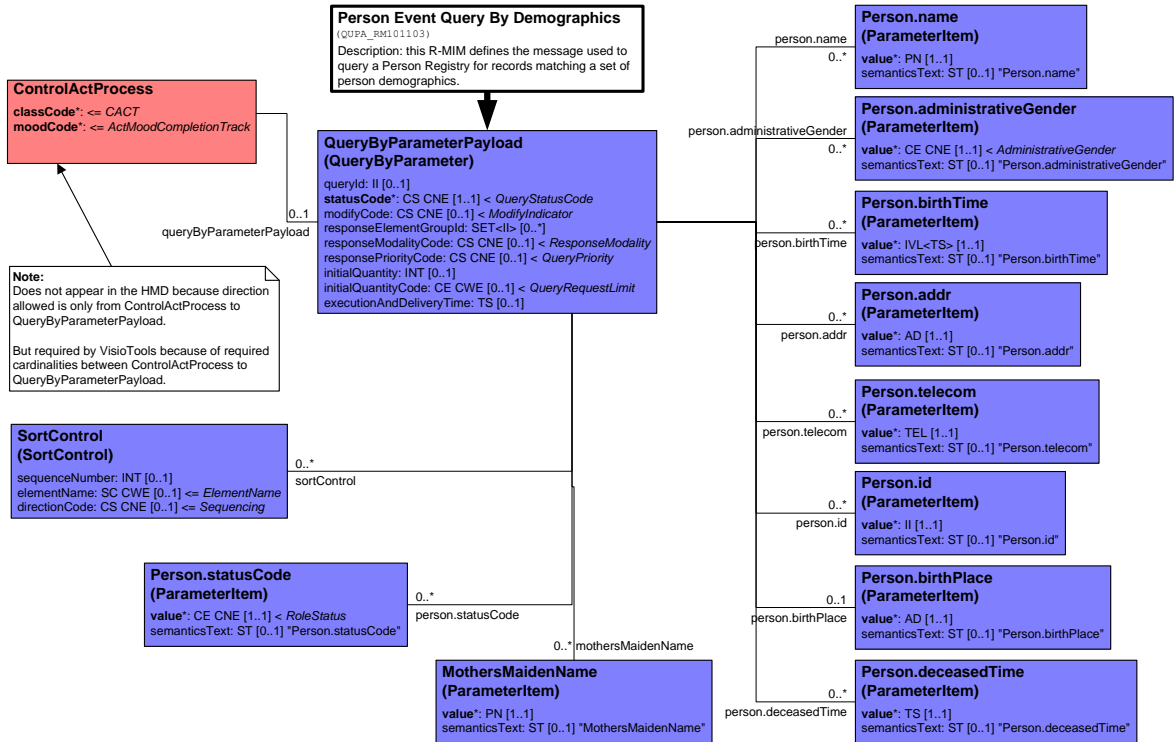 Person Event Query By Demographics
(QUPA_RM101103)
Description: this R-MIM defines the message used to
query a Person Registry for records matching a set of
person demographics.
ControlActProcess
classCode*: <= CACT
moodCode*: <= ActMoodCompletionTrack
0..1
queryByParameterPayload
Note:
Does not appear in the HMD because direction
allowed is only from ControlActProcess to
QueryByParameterPayload.
But required by VisioTools because of required
cardinalities between ControlActProcess to
QueryByParameterPayload.
QueryByParameterPayload
(QueryByParameter)
queryId: II [0..1]
statusCode*: CS CNE [1..1] < QueryStatusCode
modifyCode: CS CNE [0..1] < ModifyIndicator
responseElementGroupId: SET<II> [0..*]
responseModalityCode: CS CNE [0..1] < ResponseModality
responsePriorityCode: CS CNE [0..1] < QueryPriority
initialQuantity: INT [0..1]
initialQuantityCode: CE CWE [0..1] < QueryRequestLimit
executionAndDeliveryTime: TS [0..1]
SortControl
(SortControl)
sequenceNumber: INT [0..1]
elementName: SC CWE [0..1] <= ElementName
directionCode: CS CNE [0..1] <= Sequencing
0..*
sortControl
Person.statusCode
(ParameterItem)
value*: CE CNE [1..1] < RoleStatus
semanticsText: ST [0..1] "Person.statusCode"
0..*
person.statusCode
0..* mothersMaidenName
MothersMaidenName
(ParameterItem)
value*: PN [1..1]
semanticsText: ST [0..1] "MothersMaidenName"
person.name
0..*
Person.name
(ParameterItem)
value*: PN [1..1]
semanticsText: ST [0..1] "Person.name"
person.administrativeGender
0..*
Person.administrativeGender
(ParameterItem)
value*: CE CNE [1..1] < AdministrativeGender
semanticsText: ST [0..1] "Person.administrativeGender"
0..*
person.birthTime
Person.birthTime
(ParameterItem)
value*: IVL<TS> [1..1]
semanticsText: ST [0..1] "Person.birthTime"
0..*
person.addr
Person.addr
(ParameterItem)
value*: AD [1..1]
semanticsText: ST [0..1] "Person.addr"
0..*
person.telecom
Person.telecom
(ParameterItem)
value*: TEL [1..1]
semanticsText: ST [0..1] "Person.telecom"
0..*
person.id
Person.id
(ParameterItem)
value*: II [1..1]
semanticsText: ST [0..1] "Person.id"
0..1
person.birthPlace
Person.birthPlace
(ParameterItem)
value*: AD [1..1]
semanticsText: ST [0..1] "Person.birthPlace"
0..*
person.deceasedTime
Person.deceasedTime
(ParameterItem)
value*: TS [1..1]
semanticsText: ST [0..1] "Person.deceasedTime"